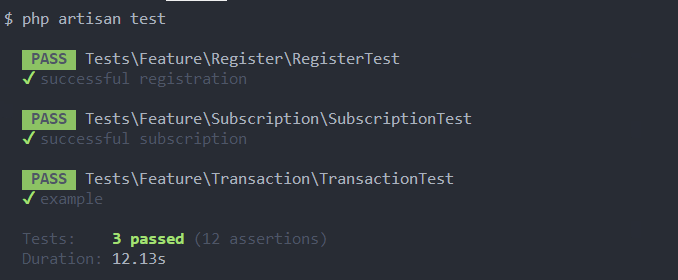 $ php artisan test
PASS Tests\Feature\Register\RegisterTest
✓ successful registration
PASS Tests\Feature\Subscription\SubscriptionTest
✓ successful subscription
PASS Tests\Feature\Transaction\TransactionTest
✓ example
Tests: 3 passed (12 assertions)
Duration: 12.13s